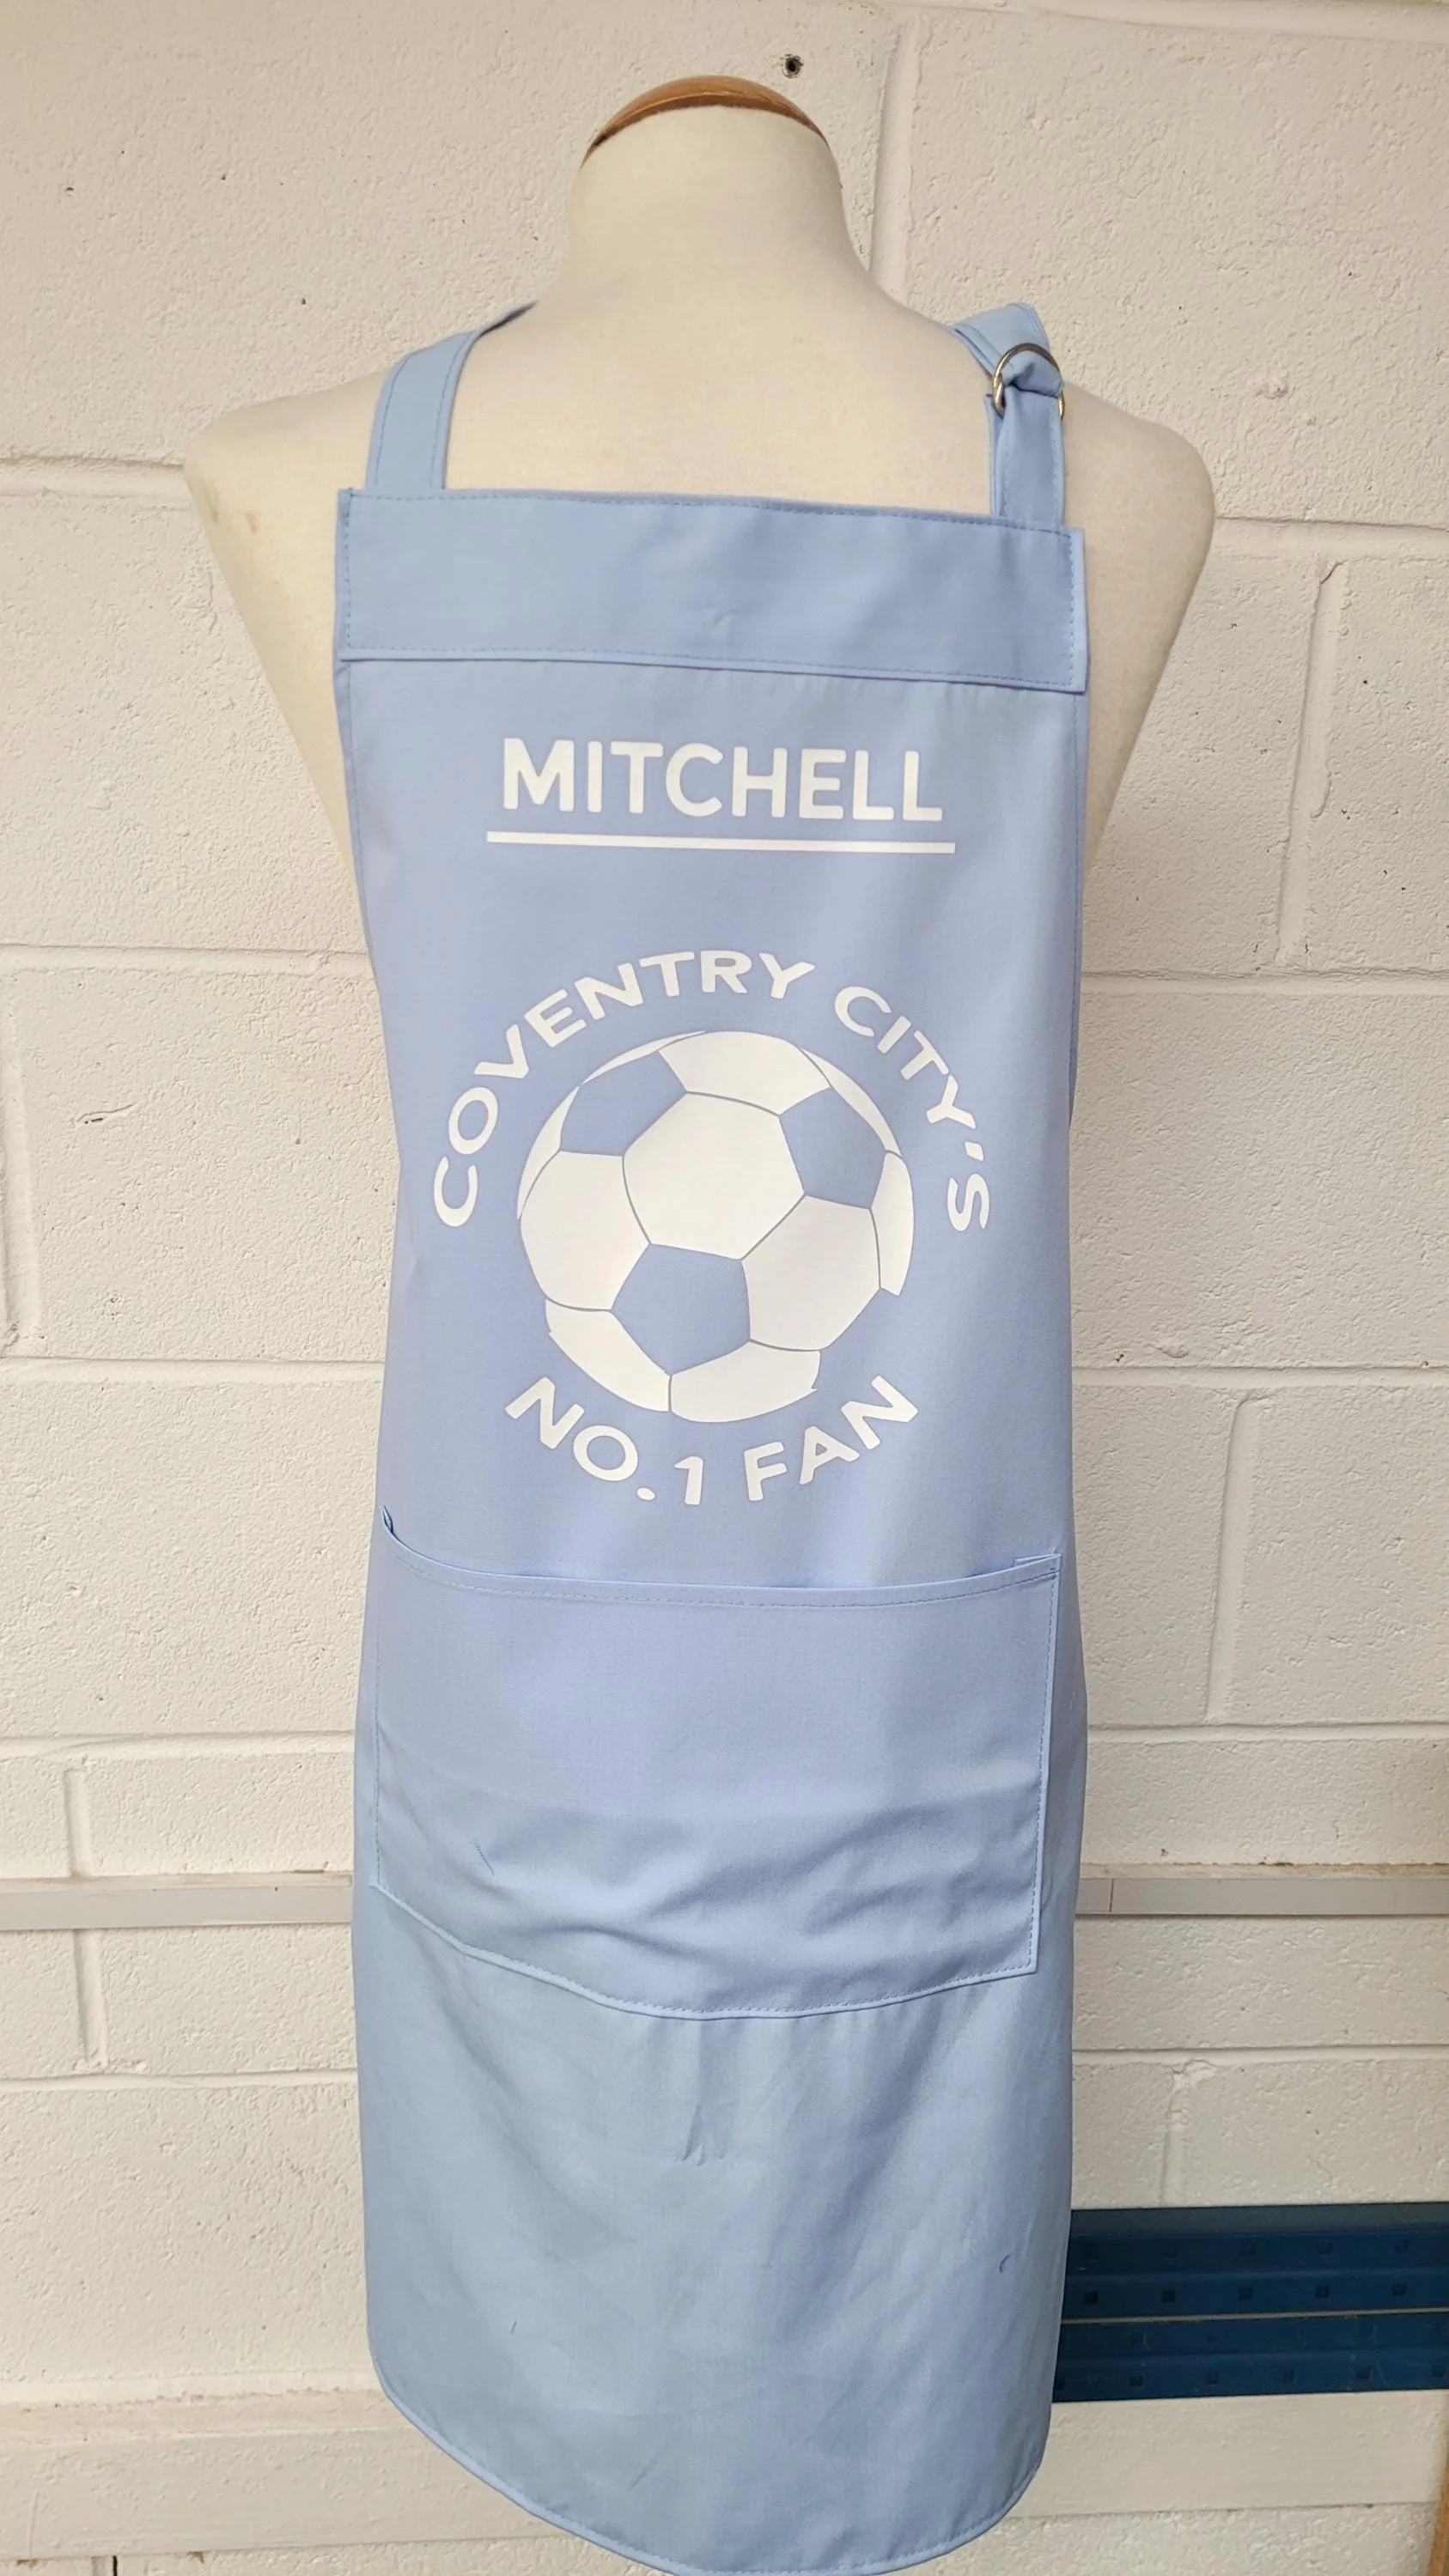 MITCHELL
COVENTRY CITY'S
NO.1 FAN